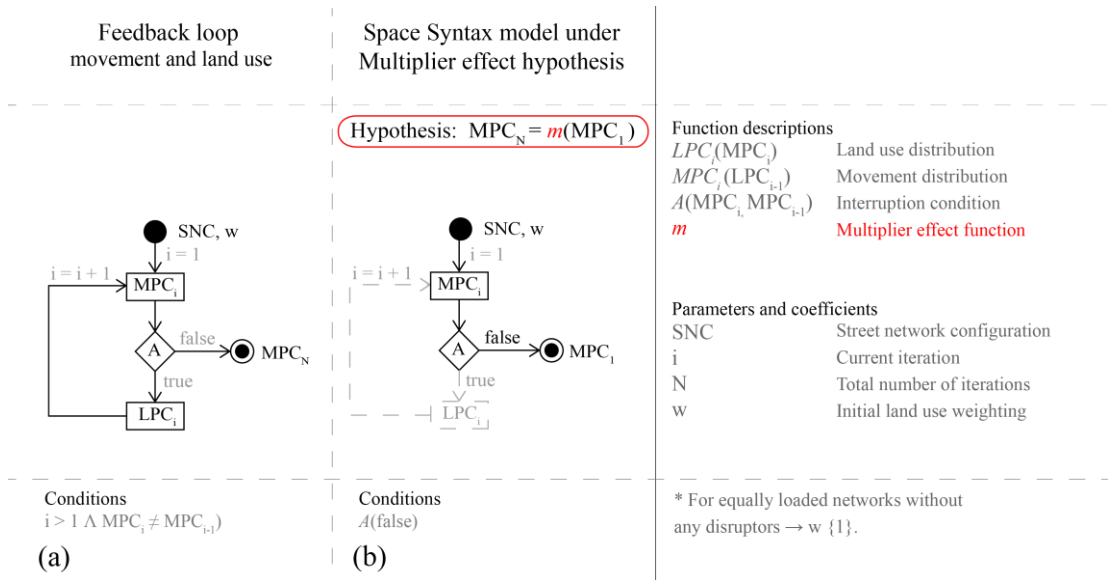 Feedback loop
movement and land use
Space Syntax model under
Multiplier effect hypothesis
Hypothesis: MPC_N = m(MPC_1)
SNC, w
i = 1
i = i + 1
MPC_i
A
false
MPC_N
true
LPC_i
SNC, w
i = 1
i = i + 1
MPC_i
A
false
MPC_1
true
LPC_i
Function descriptions
LPC_i(MPC_i) Land use distribution
MPC_i(LPC_i-1) Movement distribution
A(MPC_i, MPC_i-1) Interruption condition
m Multiplier effect function
Parameters and coefficients
SNC Street network configuration
i Current iteration
N Total number of iterations
w Initial land use weighting
Conditions
i > 1 Λ MPC_i ≠ MPC_i-1)
(a)
Conditions
A(false)
(b)
* For equally loaded networks without
any disruptors → w {1}.